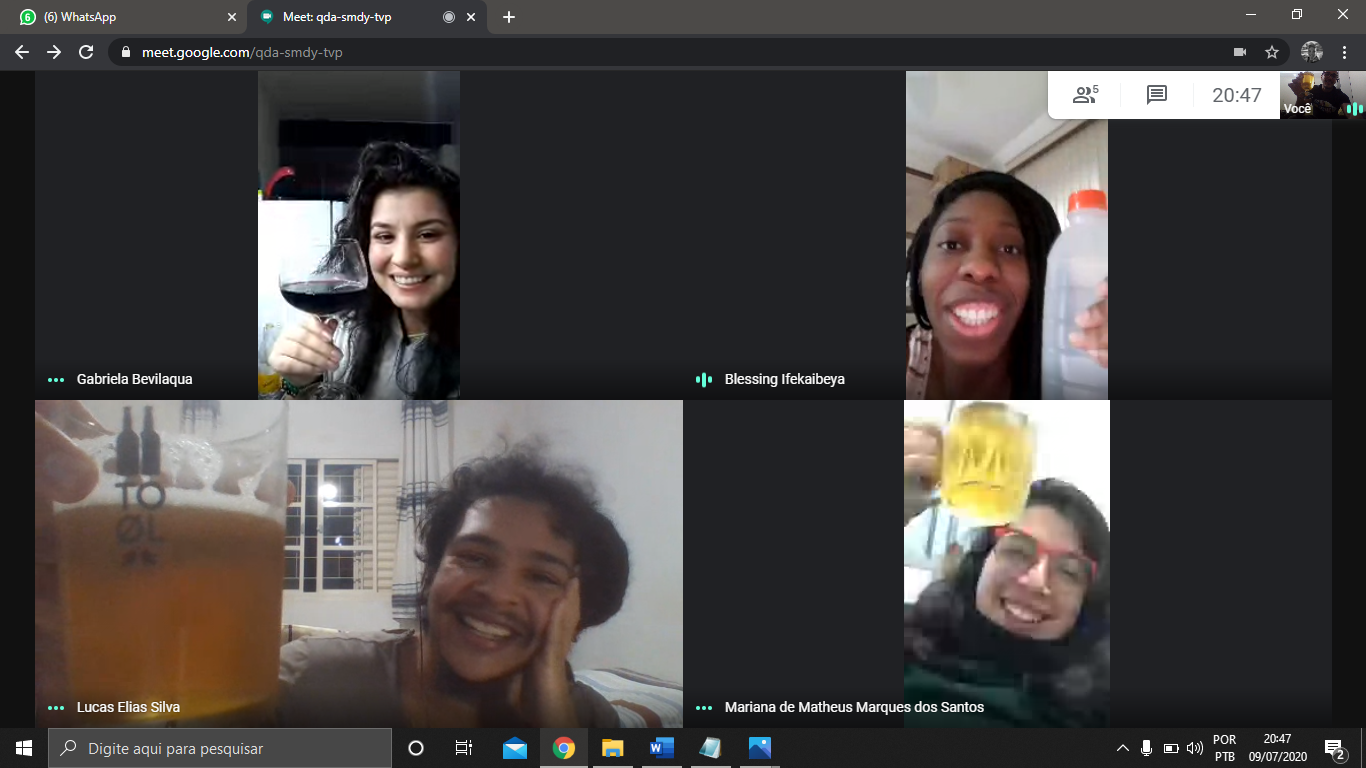 6
(6) WhatsApp
Meet: qda-smdy-tvp
meet.google.com/qda-smdy-tvp
5
20:47
Você
Gabriela Bevilaqua
Blessing Ifekaibeya
TO
ØL
Lucas Elias Silva
Mariana de Matheus Marques dos Santos
Digite aqui para pesquisar
W
POR
PTB
20:47
09/07/2020
2